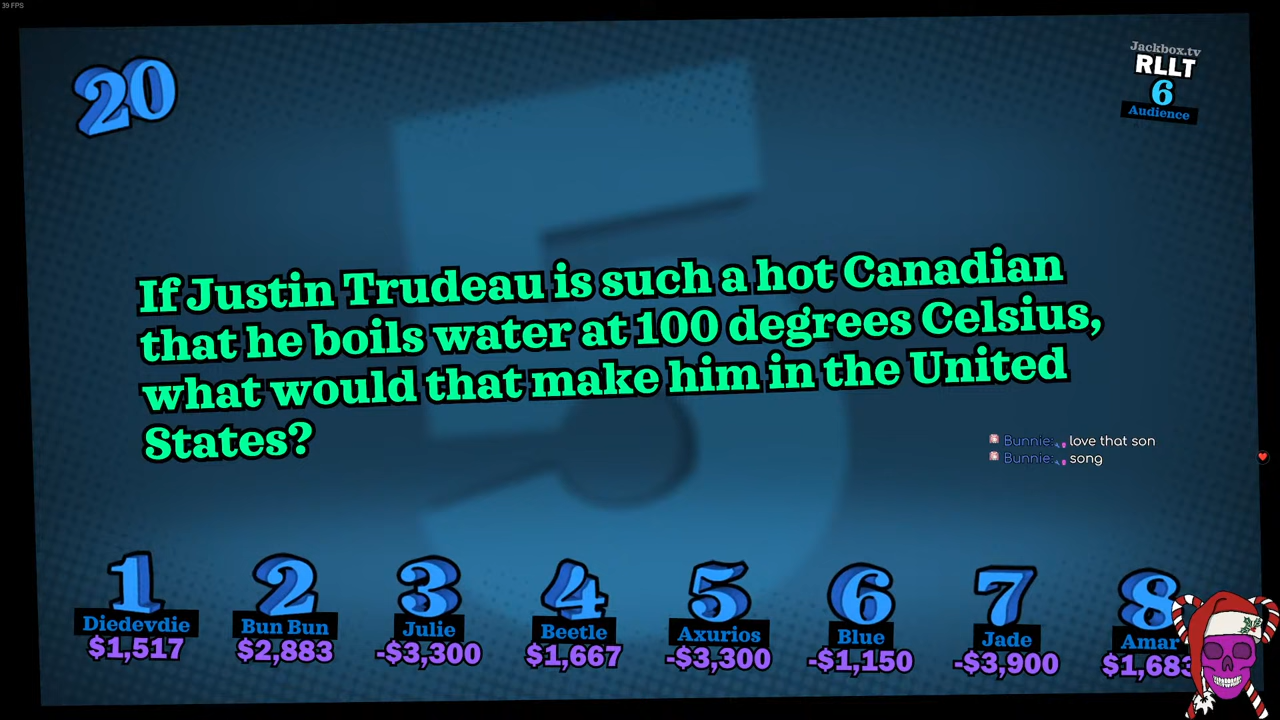 39 FPS
20
Jackbox.tv
RLLT
6
Audience
If Justin Trudeau is such a hot Canadian
that he boils water at 100 degrees Celsius,
what would that make him in the United
States?
Bunnie: love that son
Bunnie: song
1 2 3 4 5 6 7 8
Diedevdie Bun Bun Julie Beetle Axurios Blue Jade Amar
$1,517 $2,883 -$3,300 $1,667 -$3,300 -$1,150 -$3,900 $1,683